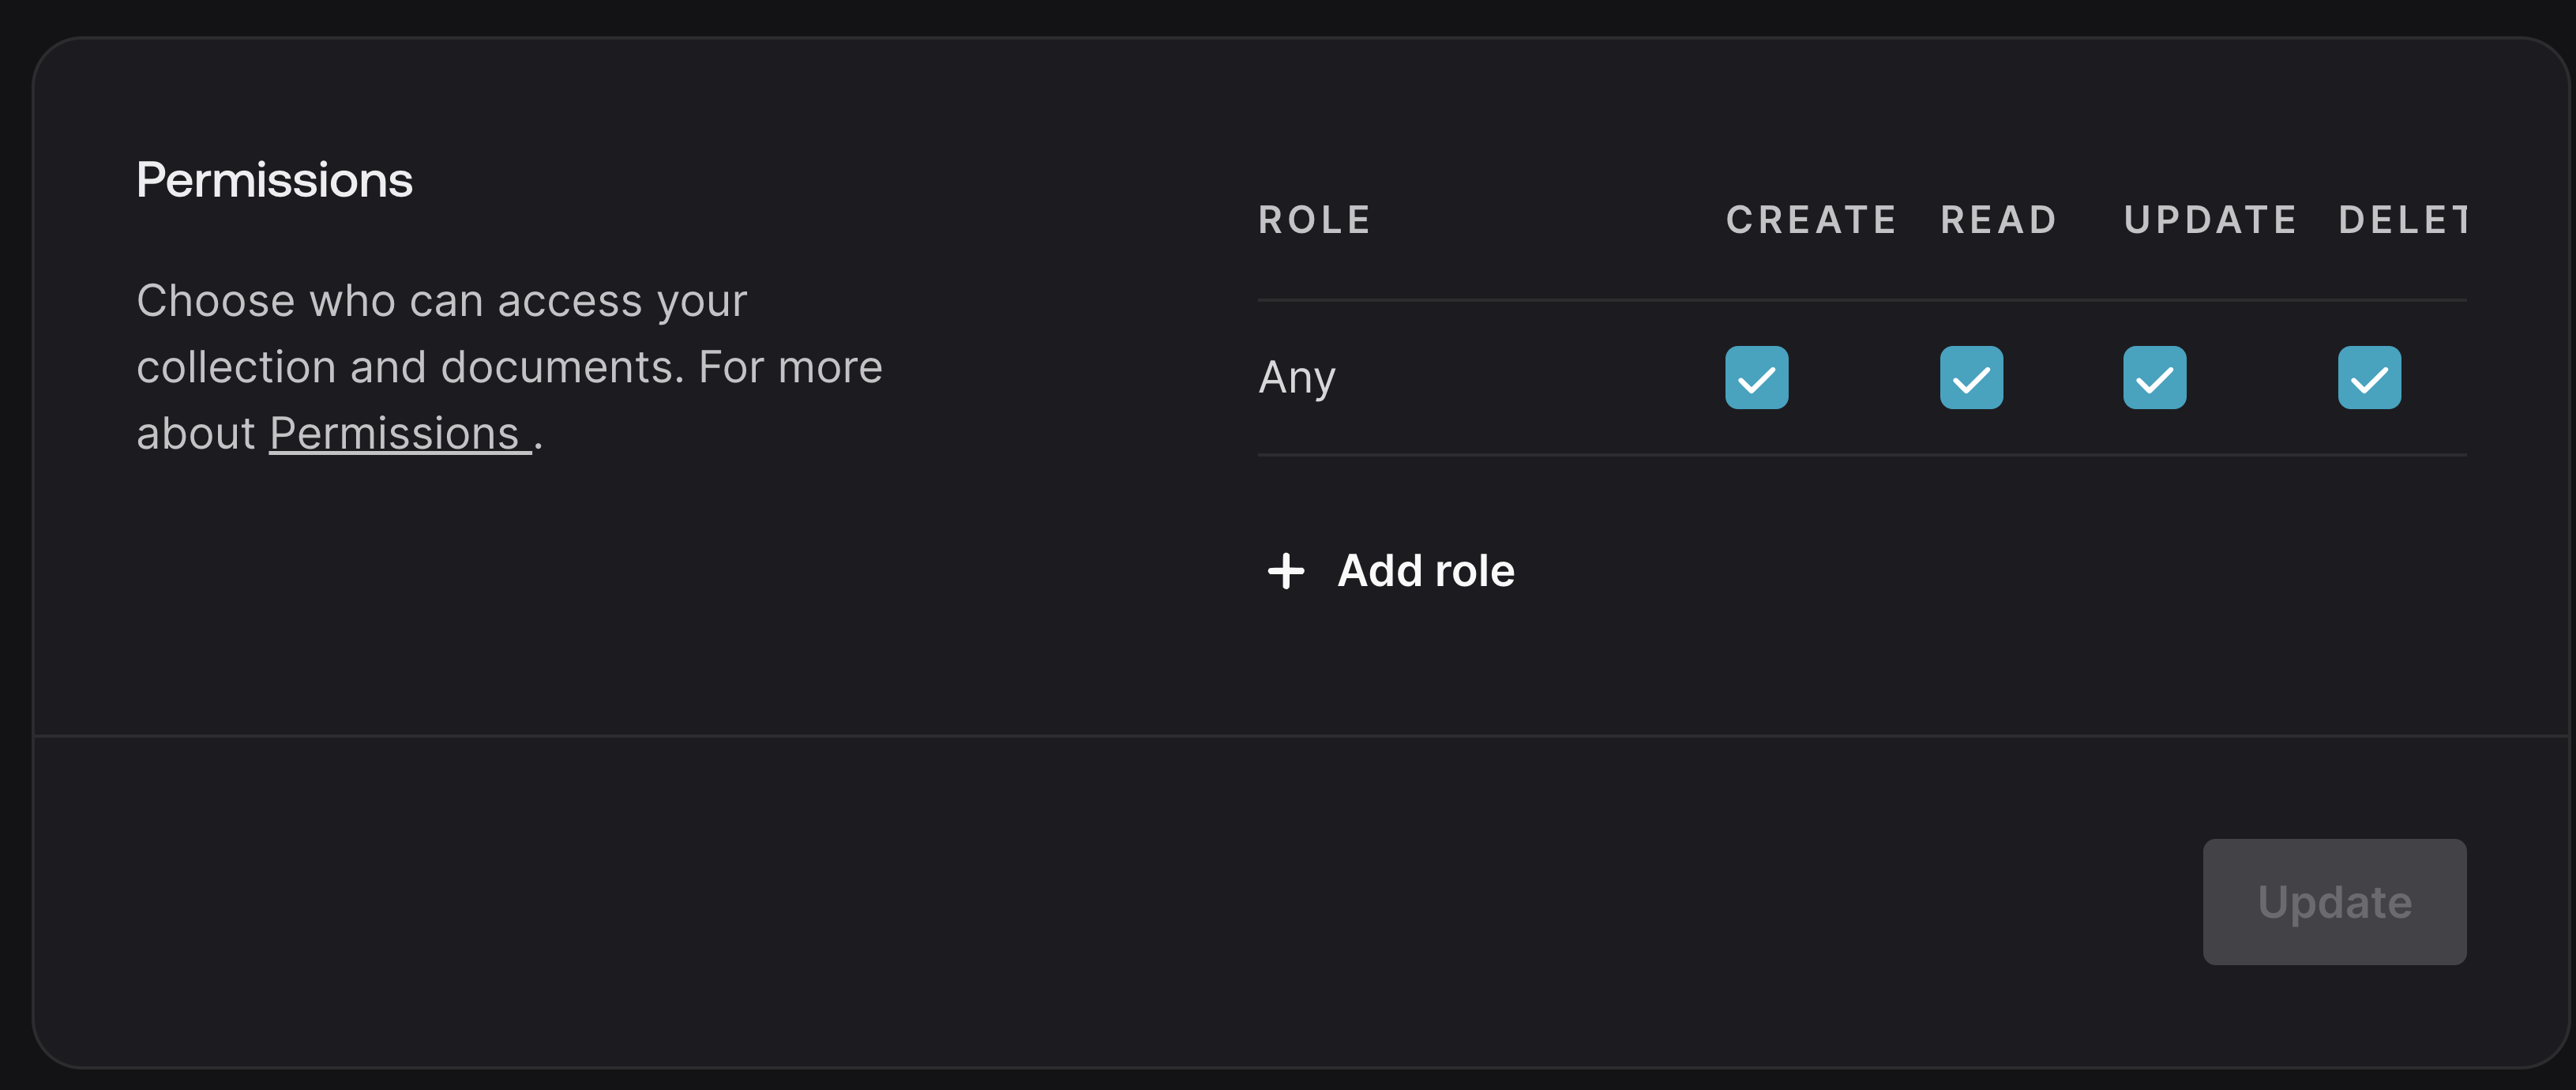 Permissions
Choose who can access your
collection and documents. For more
about Permissions .
ROLE CREATE READ UPDATE DELET
Any
+ Add role
Update